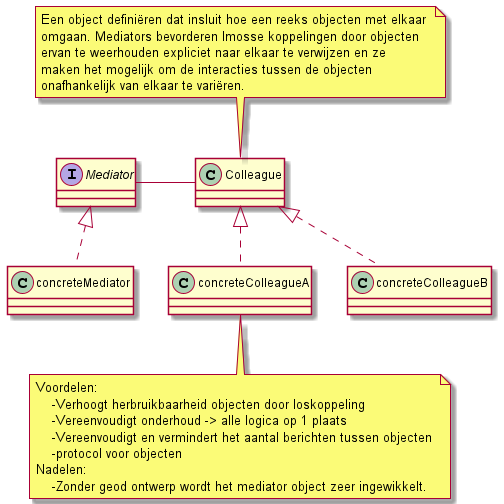 Een object definiëren dat insluit hoe een reeks objecten met elkaar
omgaan. Mediators bevorderen lmosse koppelingen door objecten
ervan te weerhouden expliciet naar elkaar te verwijzen en ze
maken het mogelijk om de interacties tussen de objecten
onafhankelijk van elkaar te variëren.
I Mediator
C Colleague
C concreteMediator
C concreteColleagueA
C concreteColleagueB
Voordelen:
-Verhoogt herbruikbaarheid objecten door loskoppeling
-Vereenvoudigt onderhoud -> alle logica op 1 plaats
-Vereenvoudigt en vermindert het aantal berichten tussen objecten
-protocol voor objecten
Nadelen:
-Zonder geod ontwerp wordt het mediator object zeer ingewikkelt.